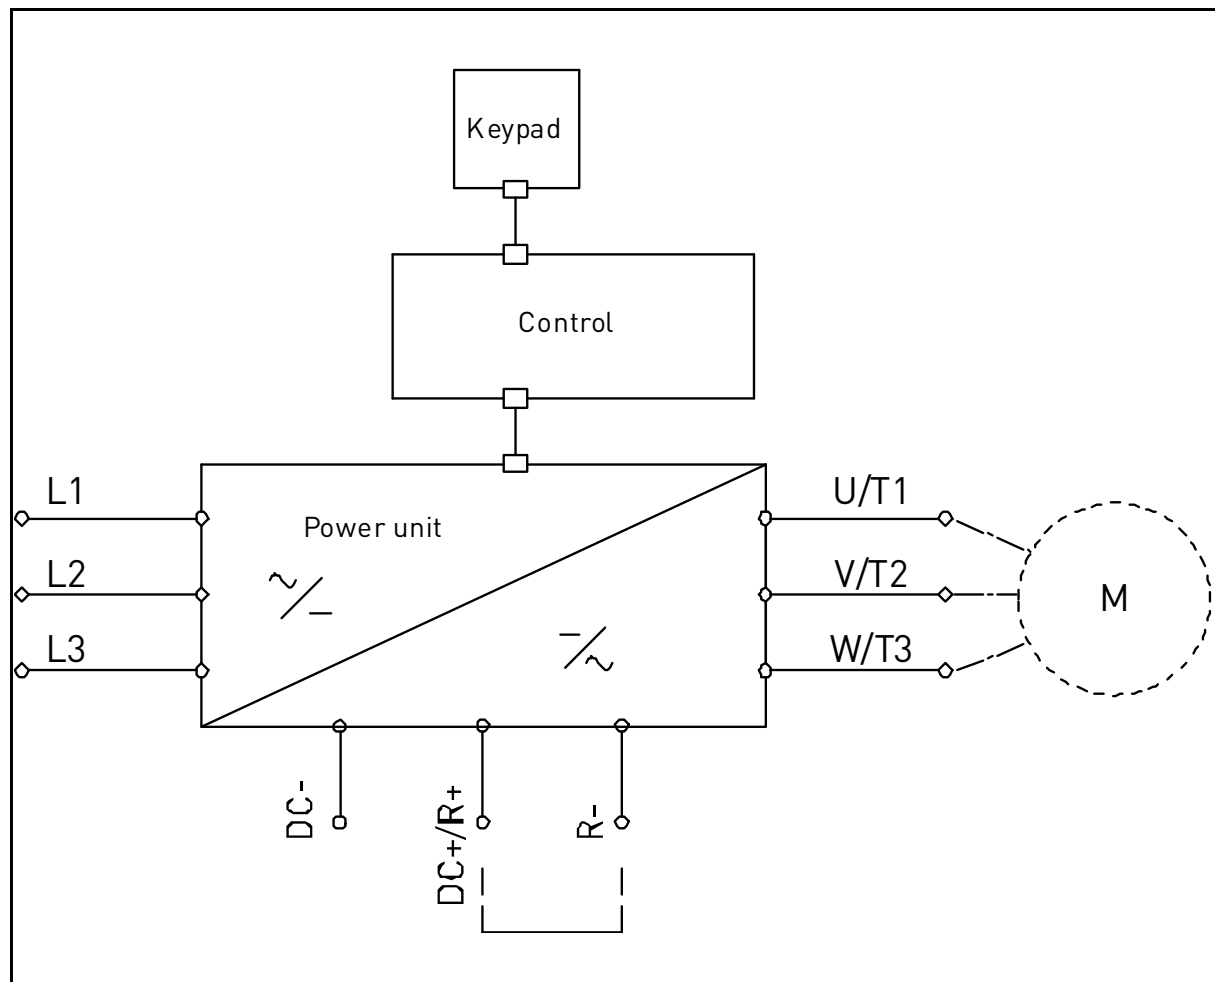 Keypad
Control
L1
U/T1
Power unit
L2
V/T2
M
L3
W/T3
DC-
DC+/R+
R-